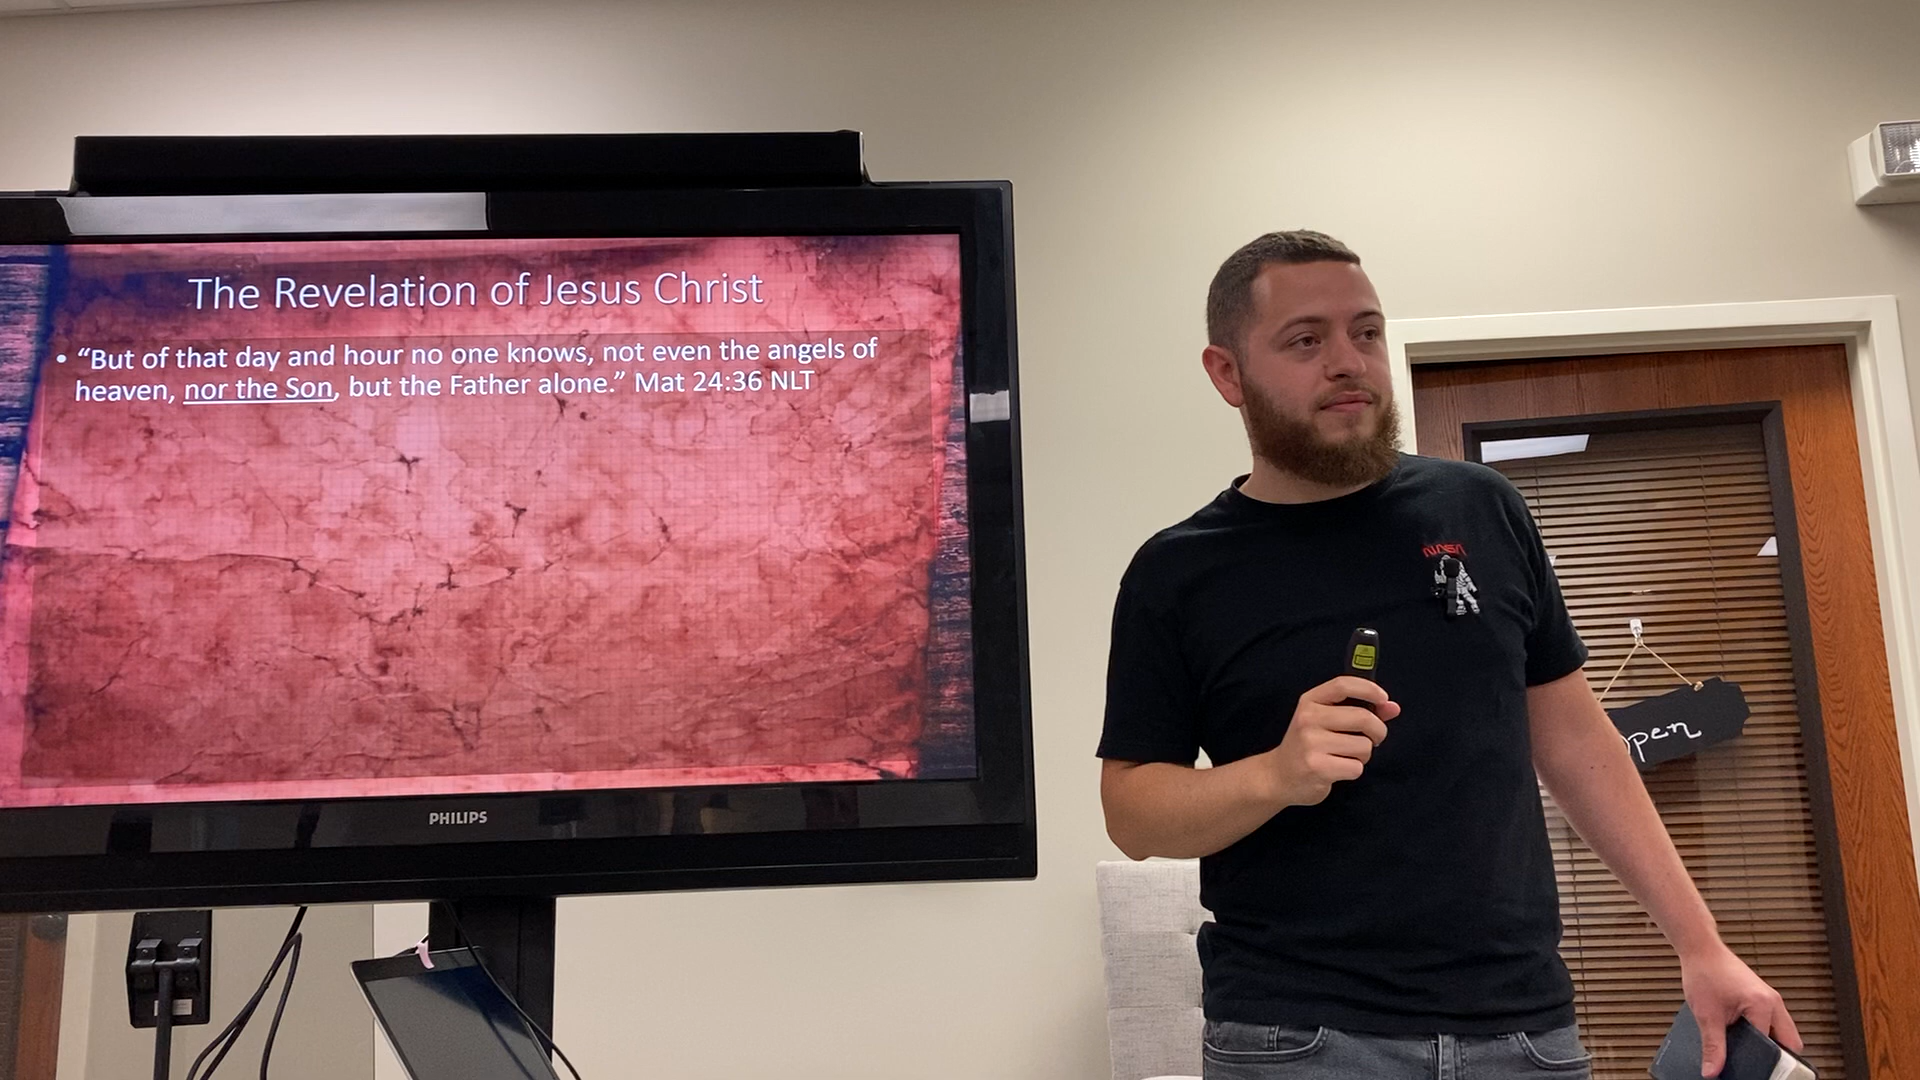 The Revelation of Jesus Christ
• “But of that day and hour no one knows, not even the angels of
heaven, nor the Son, but the Father alone.” Mat 24:36 NLT
PHILIPS
NASA
open